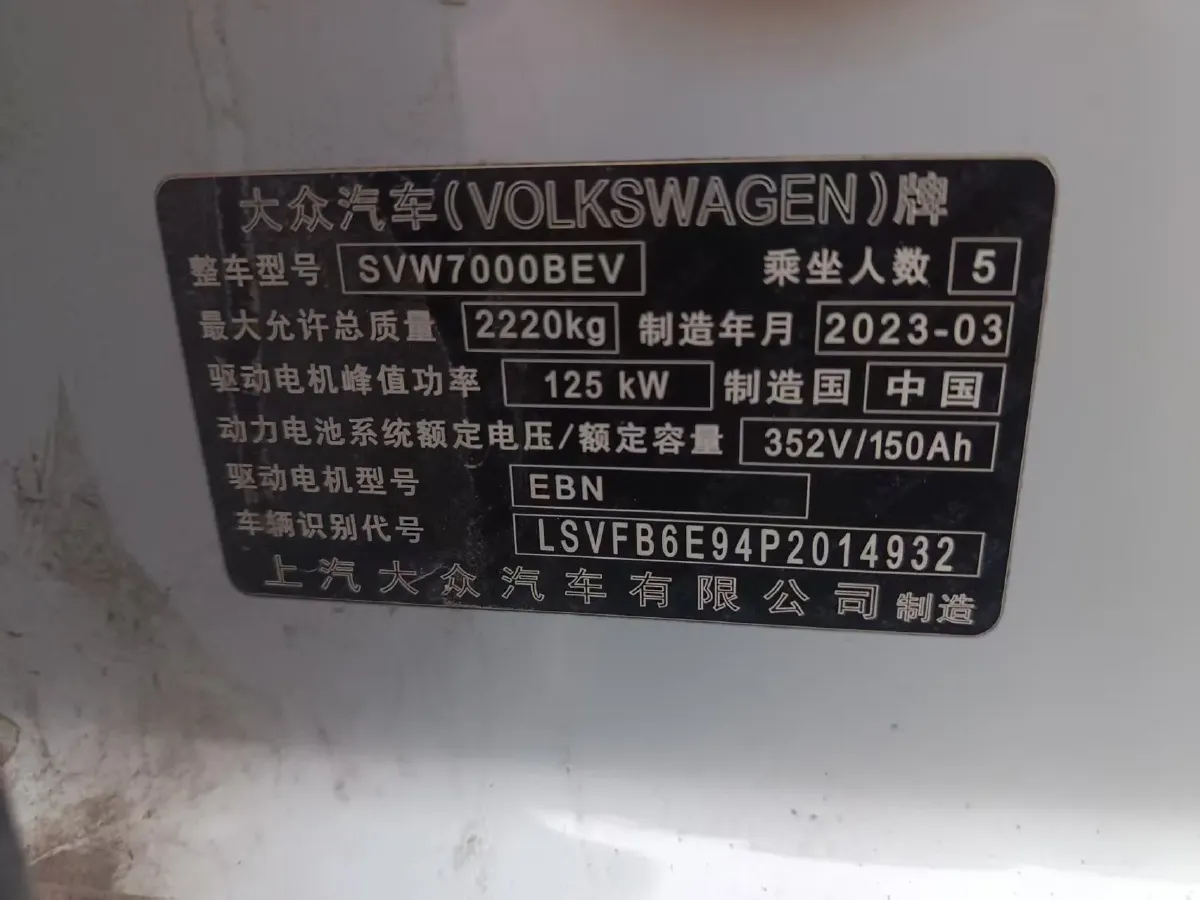 大众汽车(VOLKSWAGEN)牌
整车型号 SVW7000BEV 乘坐人数 5
最大允许总质量 2220kg 制造年月 2023-03
驱动电机峰值功率 125 kW 制造国 中国
动力电池系统额定电压/额定容量 352V/150Ah
驱动电机型号 EBN
车辆识别代号 LSVFB6E94P2014932
上汽大众汽车有限公司 制造